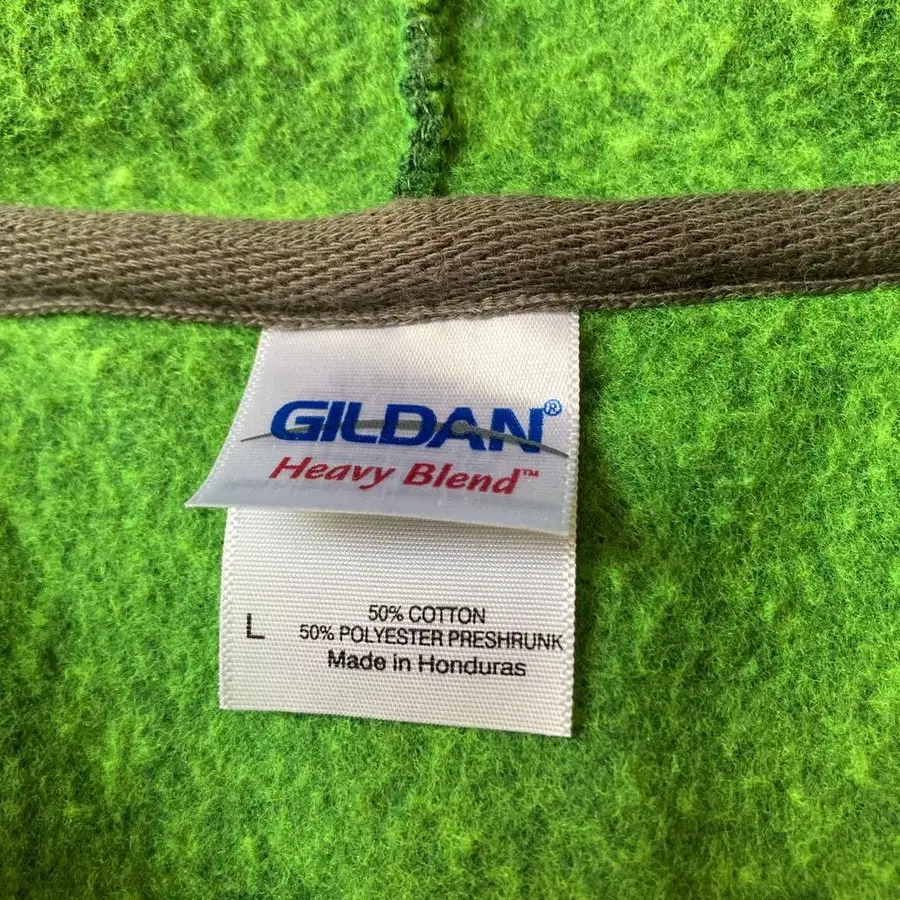 GILDAN®
Heavy Blend™
50% COTTON
L 50% POLYESTER PRESHRUNK
Made in Honduras